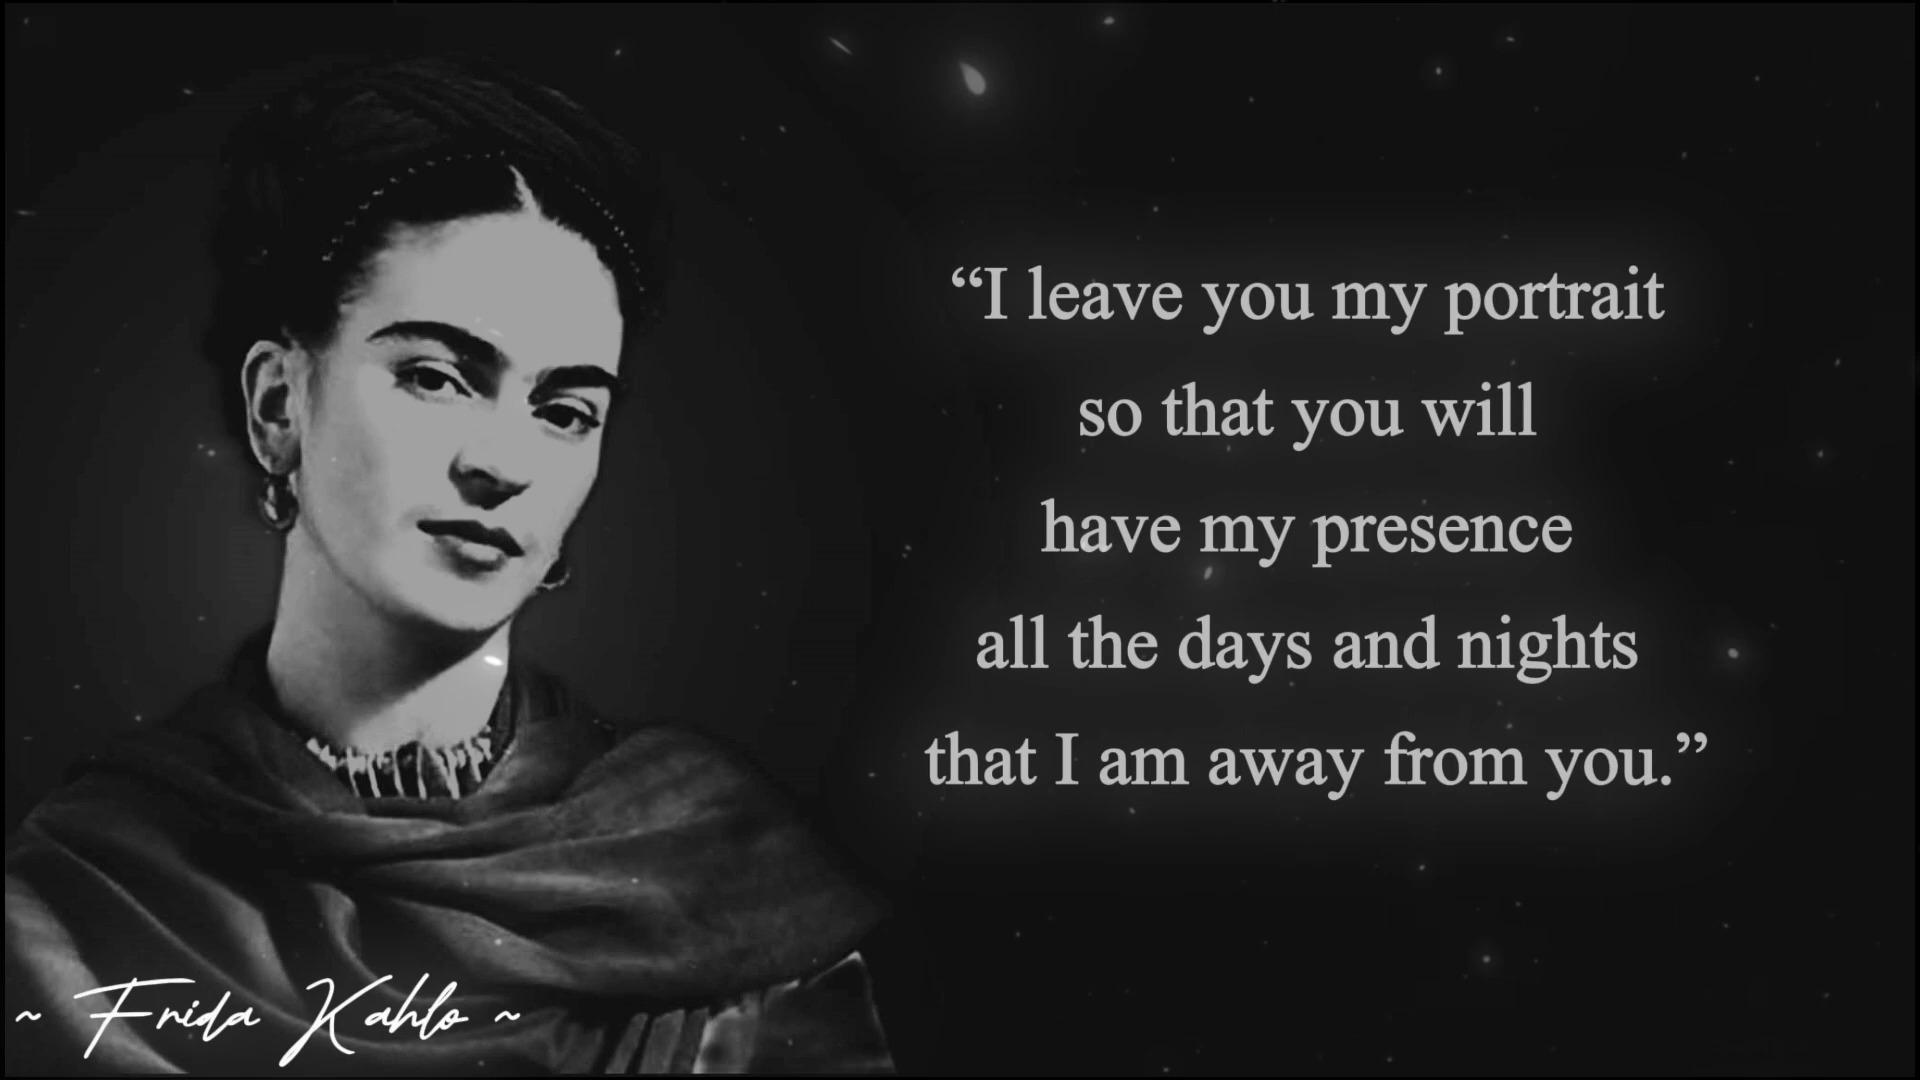 “I leave you my portrait
so that you will
have my presence
all the days and nights
that I am away from you.”
~ Frida Kahlo ~